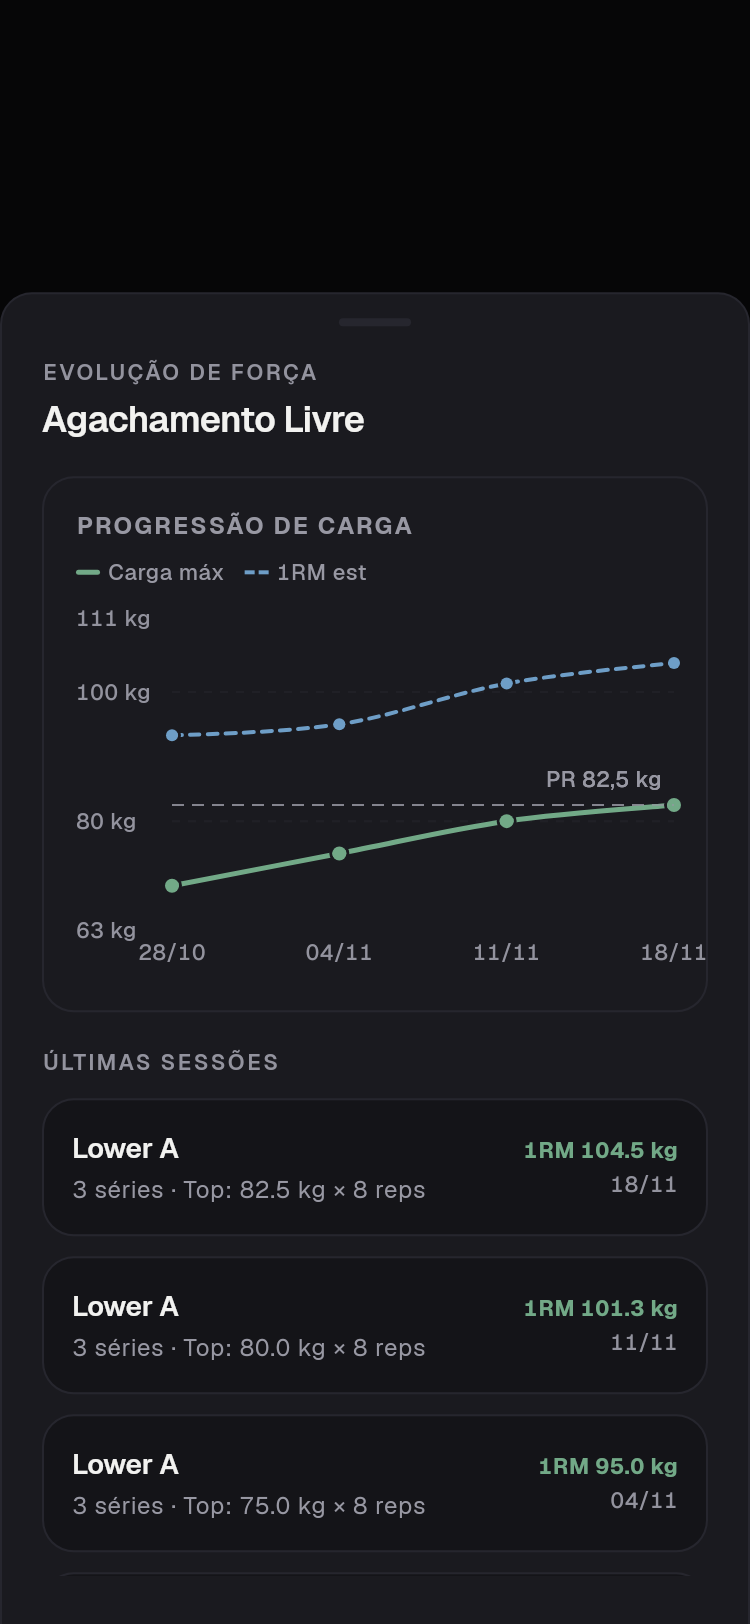 EVOLUÇÃO DE FORÇA
Agachamento Livre
PROGRESSÃO DE CARGA
Carga máx 1RM est
111 kg
100 kg
PR 82,5 kg
80 kg
63 kg
28/10 04/11 11/11 18/11
ÚLTIMAS SESSÕES
Lower A 1RM 104.5 kg
3 séries · Top: 82.5 kg × 8 reps 18/11
Lower A 1RM 101.3 kg
3 séries · Top: 80.0 kg × 8 reps 11/11
Lower A 1RM 95.0 kg
3 séries · Top: 75.0 kg × 8 reps 04/11